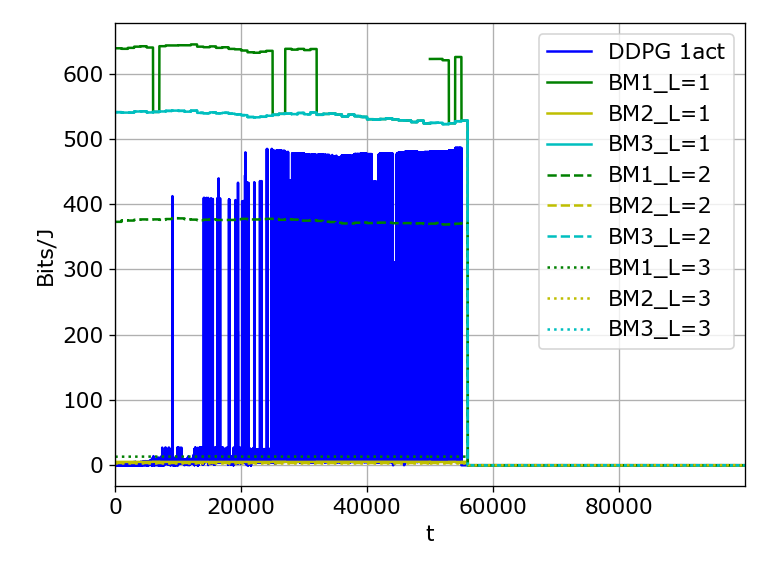 600
500
400
300
200
100
0
Bits/J
0 20000 40000 60000 80000
t
DDPG 1act
BM1_L=1
BM2_L=1
BM3_L=1
BM1_L=2
BM2_L=2
BM3_L=2
BM1_L=3
BM2_L=3
BM3_L=3